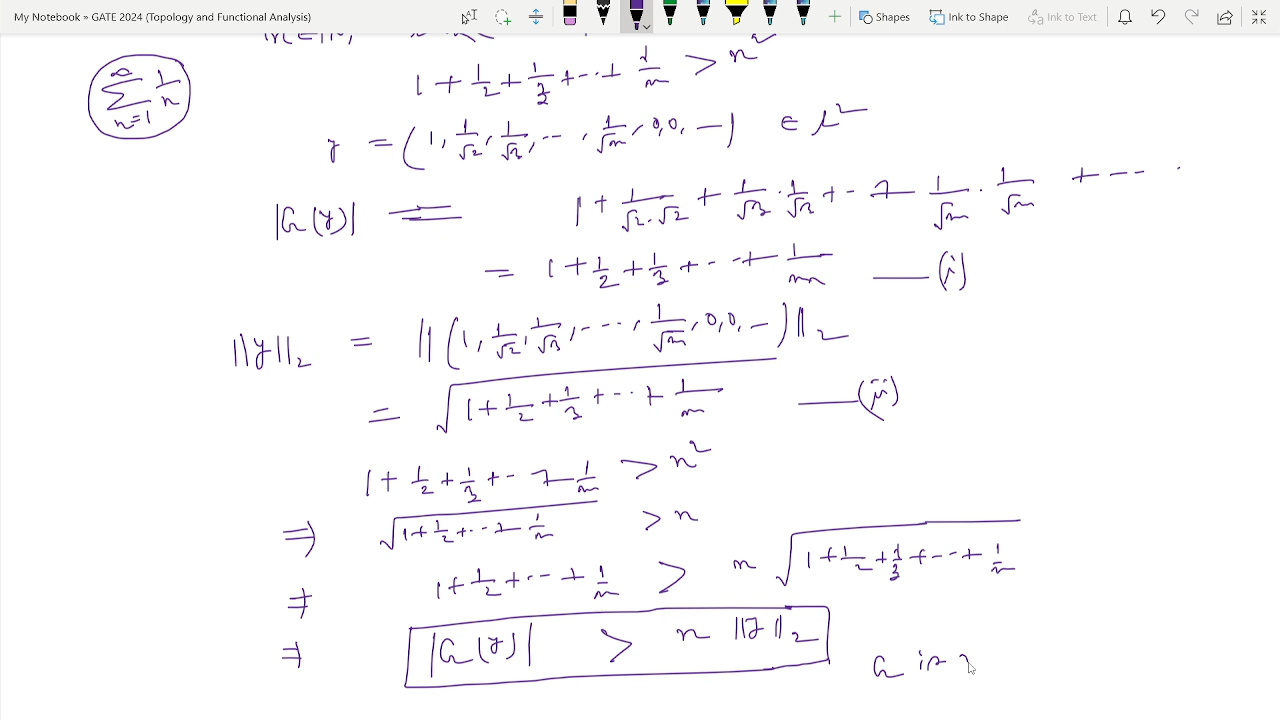 My Notebook » GATE 2024 (Topology and Functional Analysis)
Shapes Ink to Shape Ink to Text
1 + 1/2 + 1/3 + --- + 1/m > n²
∑_{n=1}^{∞} 1/n
y = (1, 1/√2, 1/√3, --- , 1/√m, 0, 0, —) ∈ l²
|G(y)| = 1 + 1/√2·√2 + 1/√3 · 1/√3 + - + 1/√m · 1/√m + ---
= 1 + 1/2 + 1/3 + - - + 1/m —(i)
||y||₂ = ||(1, 1/√2, 1/√3, ---- , 1/√m, 0, 0, —)||₂
= √(1 + 1/2 + 1/3 + -- + 1/m) —(ii)
1 + 1/2 + 1/3 + - - + 1/m > n²
⇒ √(1 + 1/2 + -- + 1/m) > n
⇒ 1 + 1/2 + -- + 1/m > n √(1 + 1/2 + 1/3 + --- + 1/m)
⇒ |G(y)| > n ||y||₂
G is